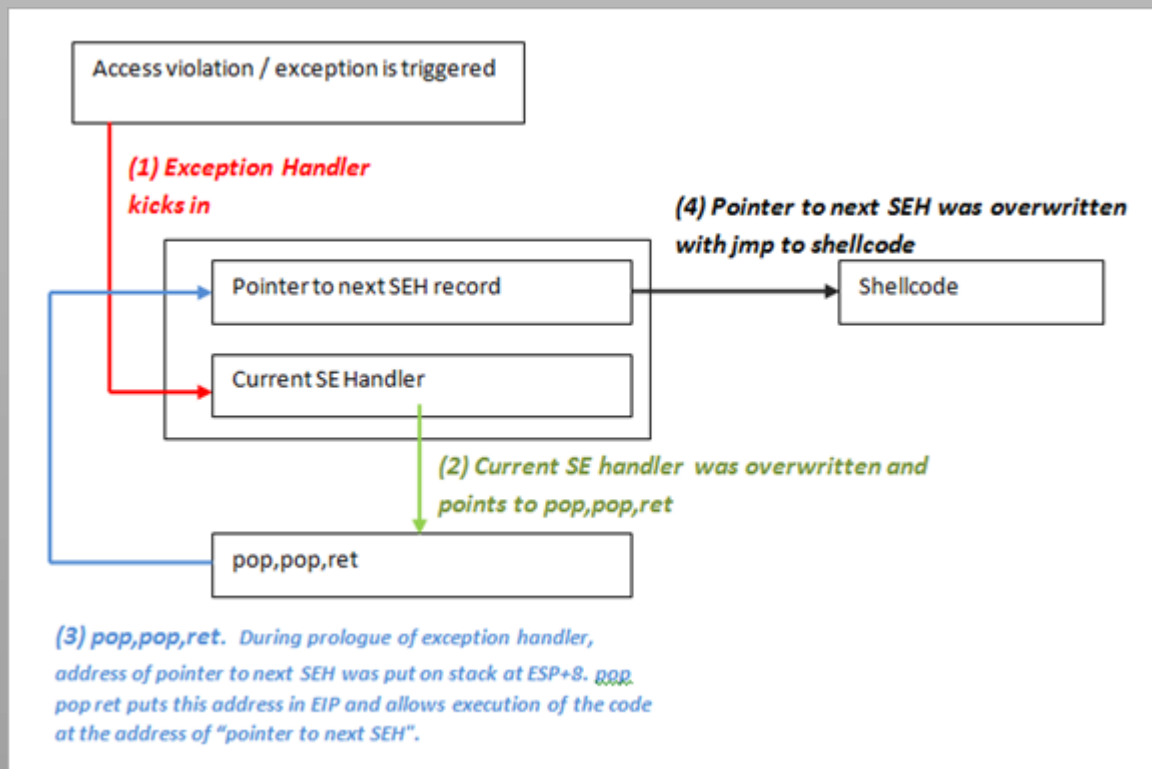 Access violation / exception is triggered
(1) Exception Handler
kicks in
(4) Pointer to next SEH was overwritten
with jmp to shellcode
Pointer to next SEH record
Shellcode
Current SE Handler
(2) Current SE handler was overwritten and
points to pop,pop,ret
pop,pop,ret
(3) pop,pop,ret. During prologue of exception handler,
address of pointer to next SEH was put on stack at ESP+8. pop
pop ret puts this address in EIP and allows execution of the code
at the address of “pointer to next SEH".